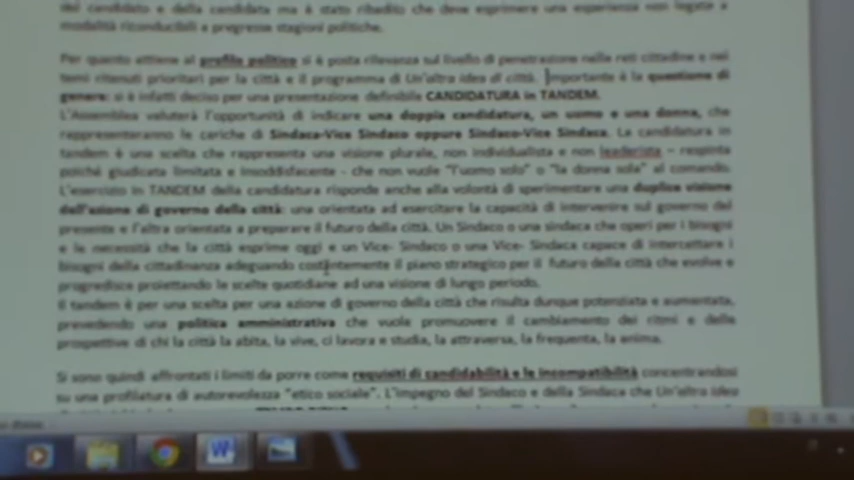 del candidato e della candidata ma è stato ribadito che deve esprimere una esperienza non legata a
modalità riconducibili a pregresse stagioni politiche.
Per quanto attiene al profilo politico si è posta rilevanza sul livello di penetrazione nelle reti cittadine e nei
temi ritenuti prioritari per la città e il programma di Un'altra idea di città. Importante è la questione di
genere: si è infatti deciso per una presentazione definibile CANDIDATURA in TANDEM.
L'Assemblea valuterà l'opportunità di indicare una doppia candidatura, un uomo e una donna, che
rappresenteranno le cariche di Sindaca-Vice Sindaco oppure Sindaco-Vice Sindaca. La candidatura in
tandem è una scelta che rappresenta una visione plurale, non individualista e non leaderista – respinta
poiché giudicata limitata e insoddisfacente - che non vuole "l'uomo solo" o "la donna sola" al comando.
L'esercizio in TANDEM della candidatura risponde anche alla volontà di sperimentare una duplice visione
dell'azione di governo della città: una orientata ad esercitare la capacità di intervenire sul governo del
presente e l'altra orientata a preparare il futuro della città. Un Sindaco o una sindaca che operi per i bisogni
e le necessità che la città esprime oggi e un Vice- Sindaco o una Vice- Sindaca capace di intercettare i
bisogni della cittadinanza adeguando costantemente il piano strategico per il futuro della città che evolve e
progredisce proiettando le scelte quotidiane ad una visione di lungo periodo.
Il tandem è per una scelta per una azione di governo della città che risulta dunque potenziata e aumentata,
prevedendo una politica amministrativa che vuole promuovere il cambiamento dei ritmi e delle
prospettive di chi la città la abita, la vive, ci lavora e studia, la attraversa, la frequenta, la anima.
Si sono quindi affrontati i limiti da porre come requisiti di candidabilità e le incompatibilità concentrandosi
su una profilatura di autorevolezza "etico sociale". L'impegno del Sindaco e della Sindaca che Un'altra idea